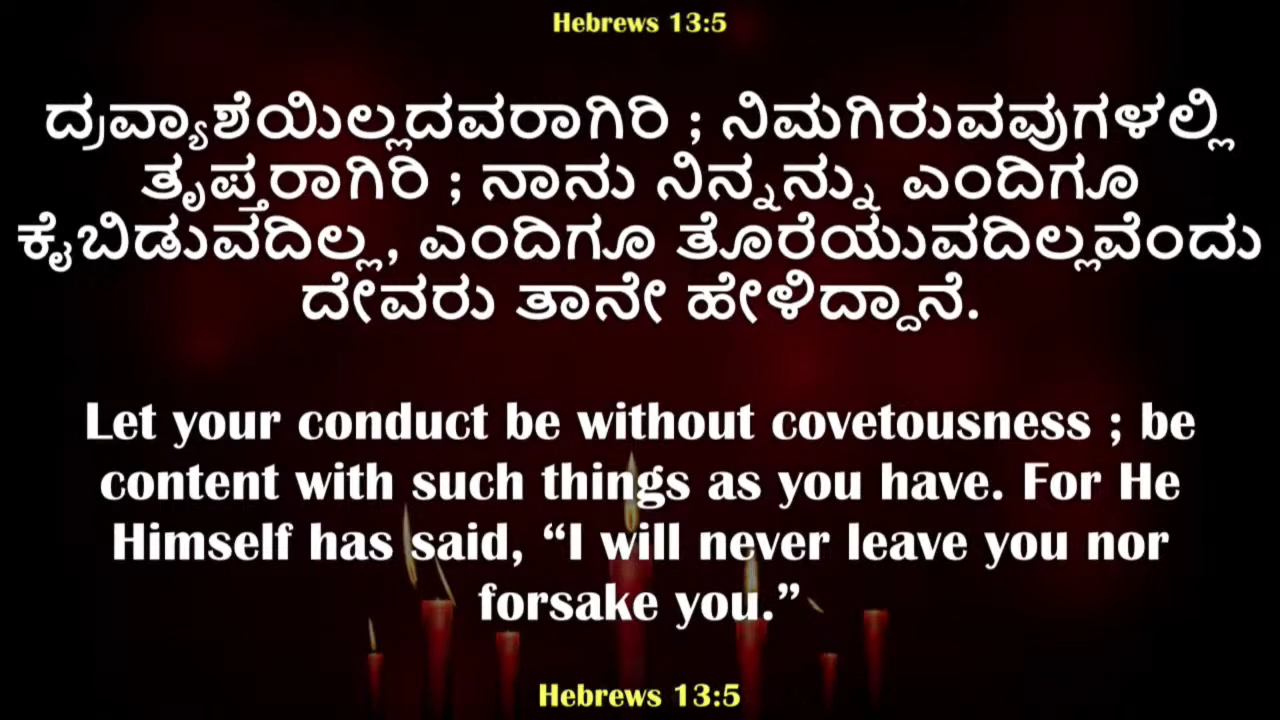 Hebrews 13:5
ದ್ರವ್ಯಾಶೆಯಿಲ್ಲದವರಾಗಿರಿ ; ನಿಮಗಿರುವವುಗಳಲ್ಲಿ
ತೃಪ್ತರಾಗಿರಿ ; ನಾನು ನಿನ್ನನ್ನು ಎಂದಿಗೂ
ಕೈಬಿಡುವದಿಲ್ಲ, ಎಂದಿಗೂ ತೊರೆಯುವದಿಲ್ಲವೆಂದು
ದೇವರು ತಾನೇ ಹೇಳಿದ್ದಾನೆ.
Let your conduct be without covetousness ; be
content with such things as you have. For He
Himself has said, “I will never leave you nor
forsake you.”
Hebrews 13:5